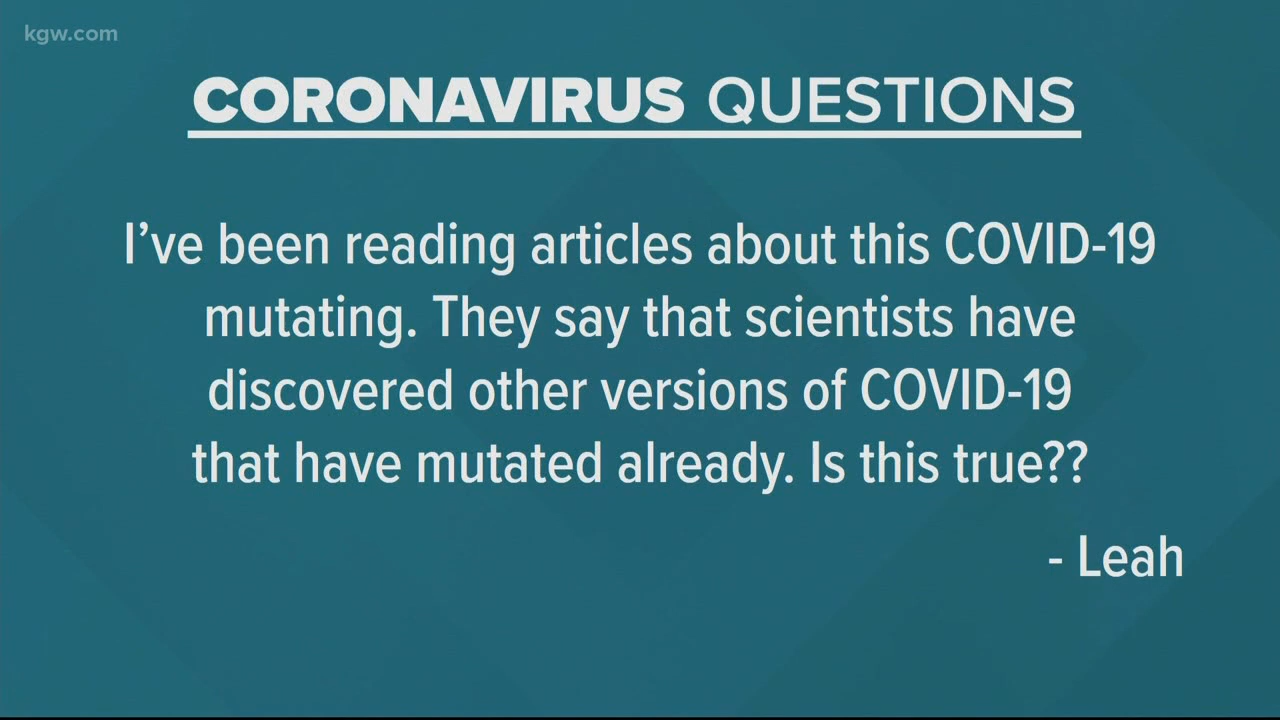 kgw.com
CORONAVIRUS QUESTIONS
I’ve been reading articles about this COVID-19
mutating. They say that scientists have
discovered other versions of COVID-19
that have mutated already. Is this true??
- Leah